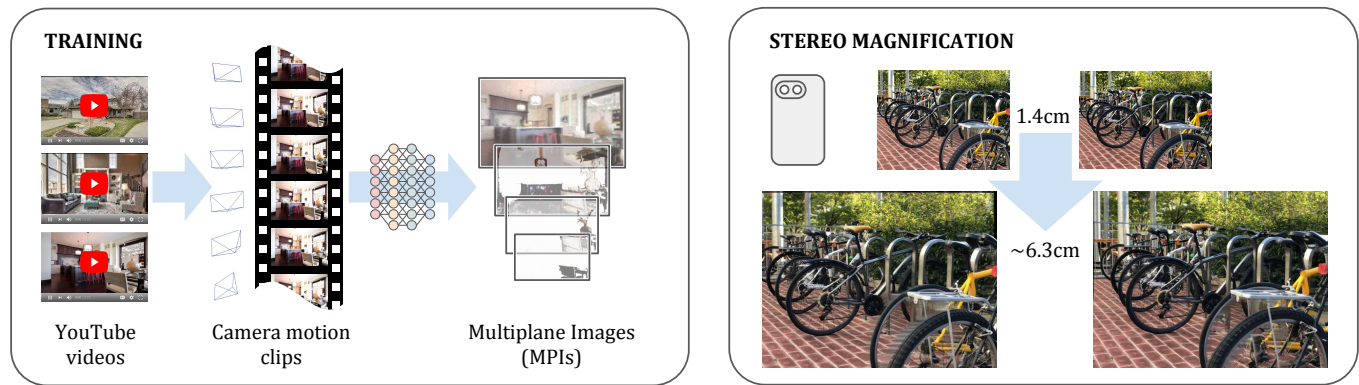 TRAINING
YouTube
videos
Camera motion
clips
Multiplane Images
(MPIs)
STEREO MAGNIFICATION
1.4cm
~6.3cm